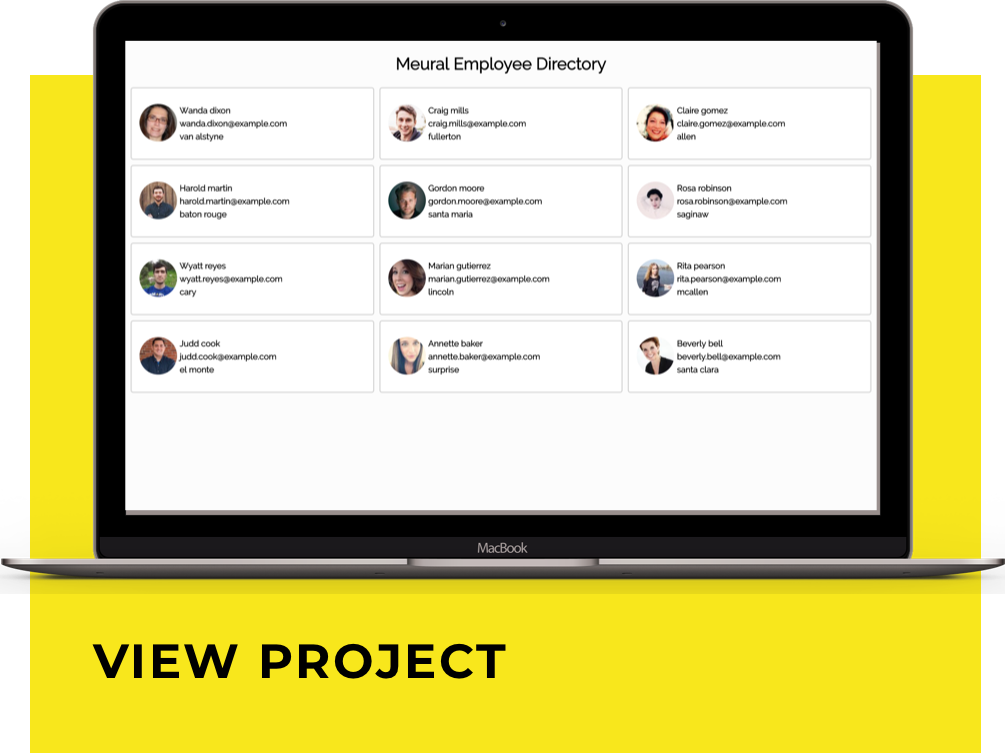 Meural Employee Directory
Wanda dixon
wanda.dixon@example.com
van alstyne
Craig mills
craig.mills@example.com
fullerton
Claire gomez
claire.gomez@example.com
allen
Harold martin
harold.martin@example.com
baton rouge
Gordon moore
gordon.moore@example.com
santa maria
Rosa robinson
rosa.robinson@example.com
saginaw
Wyatt reyes
wyatt.reyes@example.com
cary
Marian gutierrez
marian.gutierrez@example.com
lincoln
Rita pearson
rita.pearson@example.com
mcallen
Judd cook
judd.cook@example.com
el monte
Annette baker
annette.baker@example.com
surprise
Beverly bell
beverly.bell@example.com
santa clara
MacBook
VIEW PROJECT